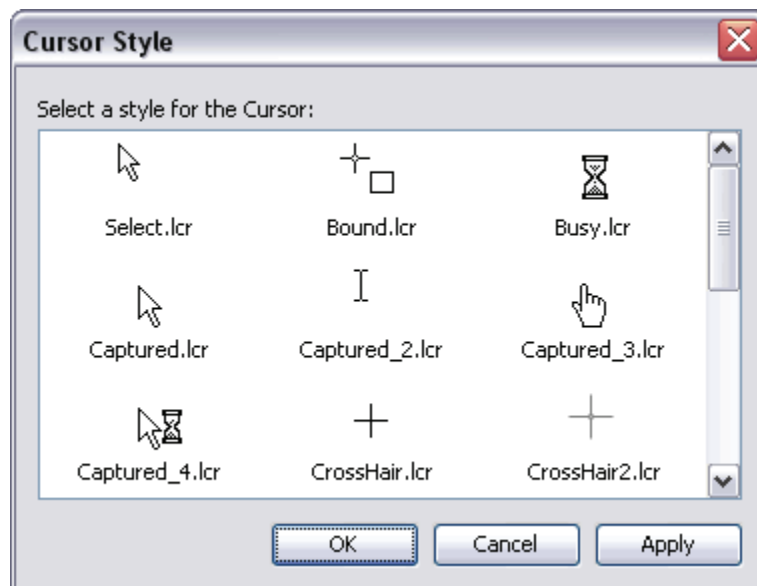 Cursor Style
Select a style for the Cursor:
Select.lcr Bound.lcr Busy.lcr
Captured.lcr Captured_2.lcr Captured_3.lcr
Captured_4.lcr CrossHair.lcr CrossHair2.lcr
OK Cancel Apply